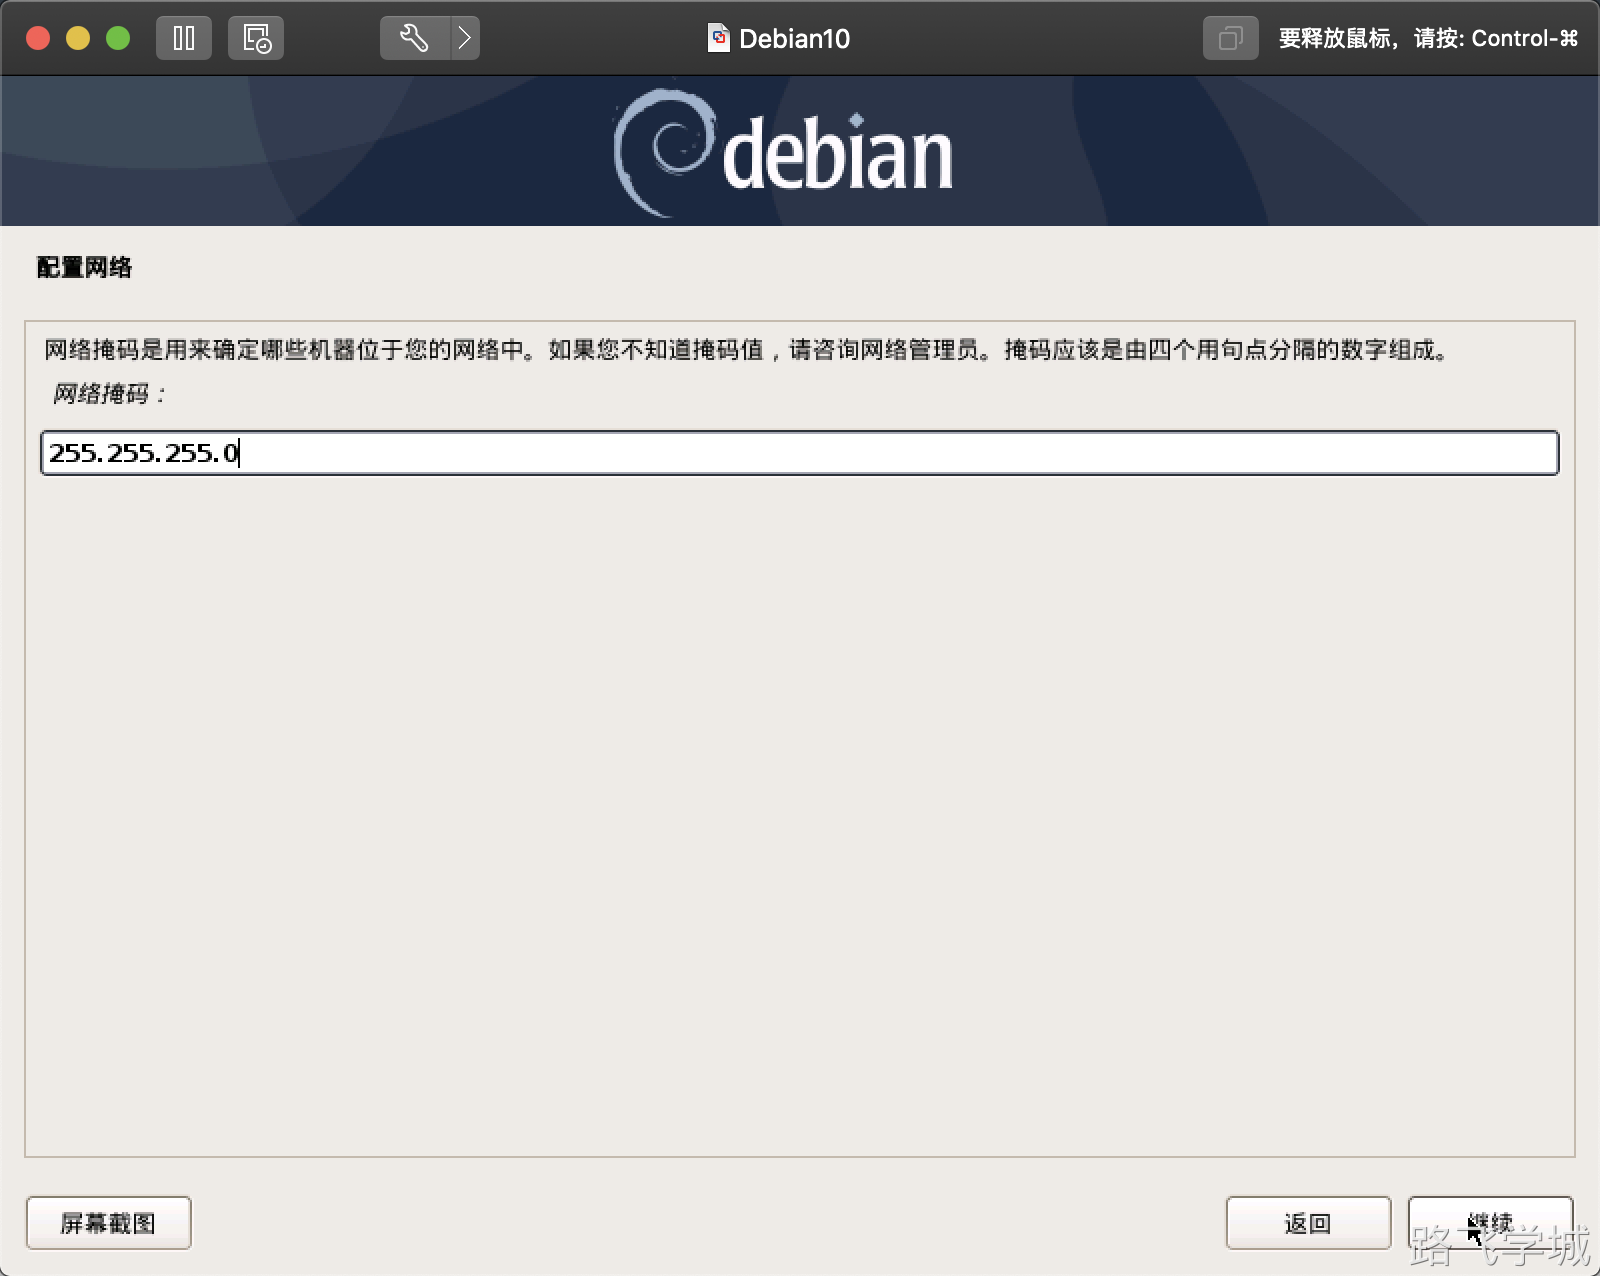 Debian10
要释放鼠标，请按: Control-⌘
debian
配置网络
网络掩码是用来确定哪些机器位于您的网络中。如果您不知道掩码值，请咨询网络管理员。掩码应该是由四个用句点分隔的数字组成。
网络掩码：
255.255.255.0
屏幕截图
返回
继续
路飞学城